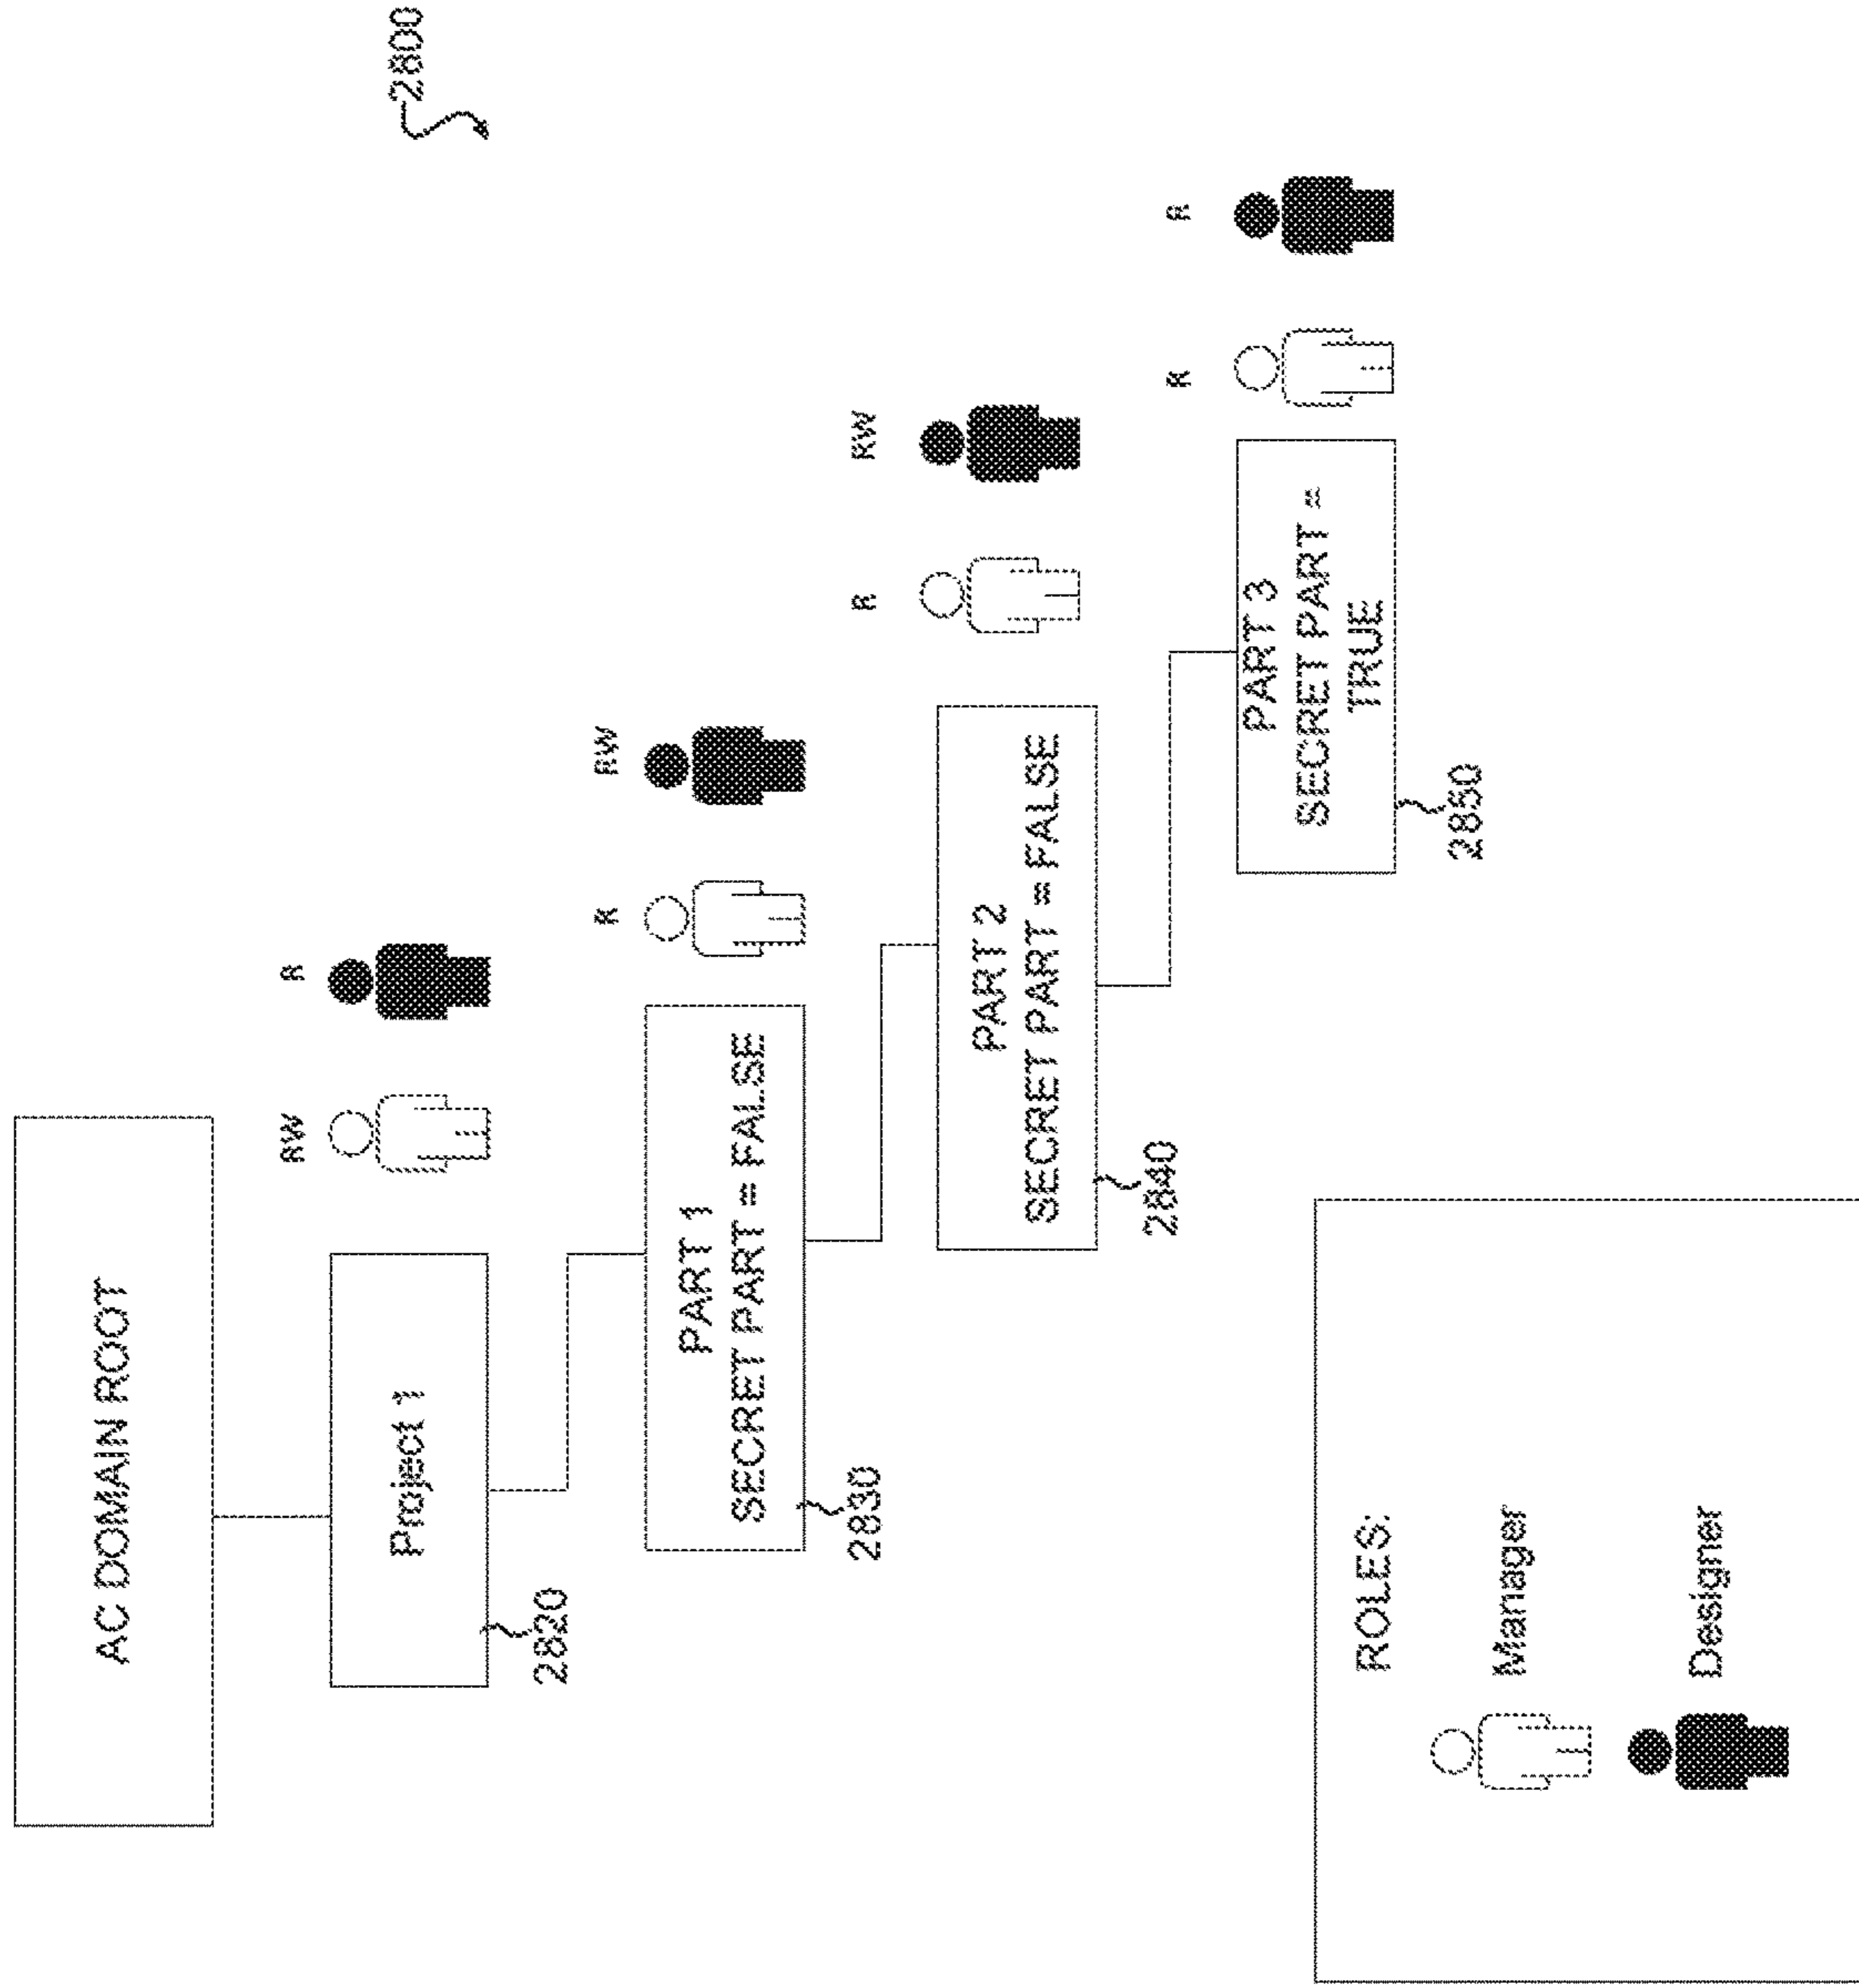 2800
AC DOMAIN ROOT
RW
R
Project 1
2820
R
RW
PART 1
SECRET PART = FALSE
2830
R
RW
PART 2
SECRET PART = FALSE
2840
R
R
PART 3
SECRET PART =
TRUE
2850
ROLES:
Manager
Designer